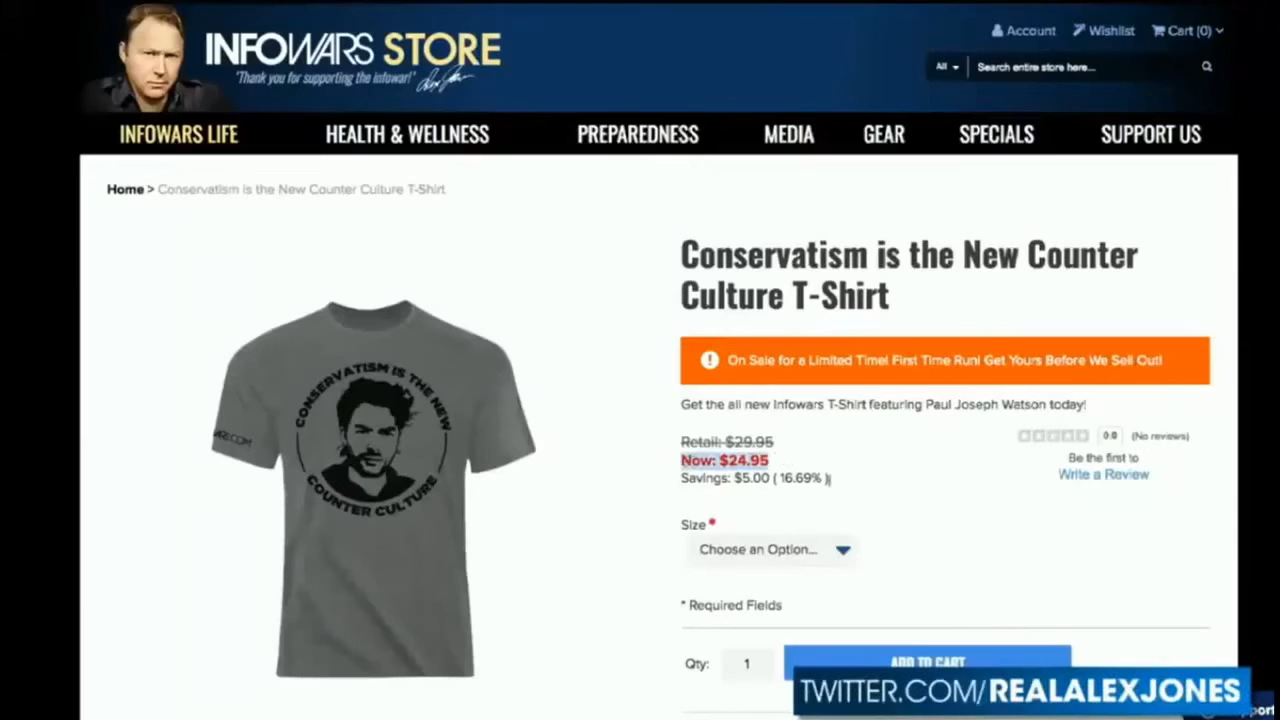 INFOWARS STORE
"Thank you for supporting the infowar!"
Account
Wishlist
Cart (0)
All
Search entire store here...
INFOWARS LIFE
HEALTH & WELLNESS
PREPAREDNESS
MEDIA
GEAR
SPECIALS
SUPPORT US
Home > Conservatism is the New Counter Culture T-Shirt
CONSERVATISM IS THE NEW
COUNTER CULTURE
Conservatism is the New Counter
Culture T-Shirt
On Sale for a Limited Time! First Time Run! Get Yours Before We Sell Out!
Get the all new Infowars T-Shirt featuring Paul Joseph Watson today!
Retail: $29.95
Now: $24.95
Savings: $5.00 ( 16.69% )
0.0 (No reviews)
Be the first to
Write a Review
Size *
Choose an Option...
* Required Fields
Qty: 1
ADD TO CART
TWITTER.COM/REALALEXJONES